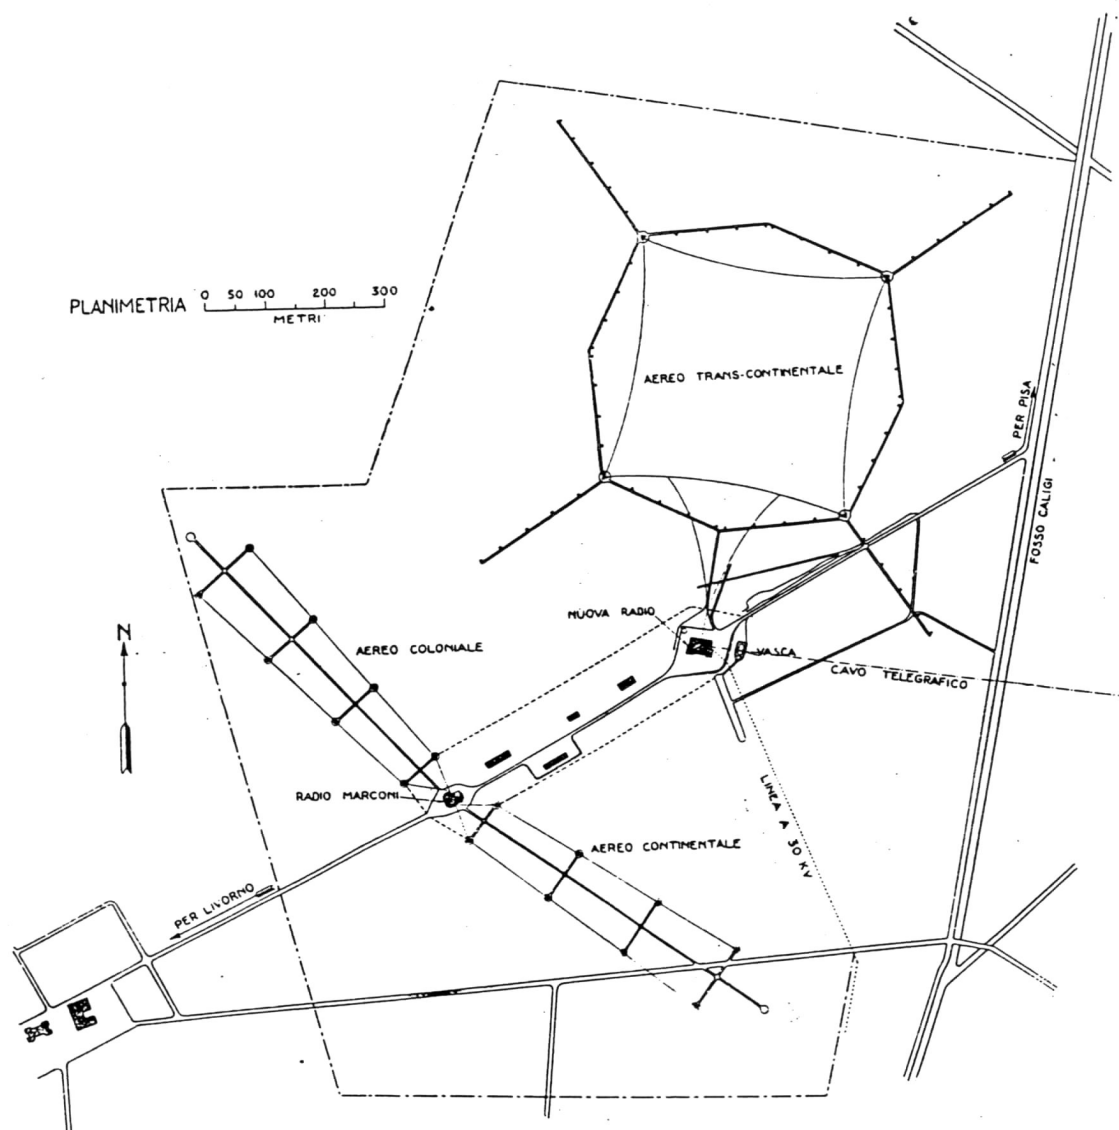 PLANIMETRIA
0 50 100 200 300
METRI
AEREO TRANS-CONTINENTALE
PER PISA
FOSSO CALIGI
N
AEREO COLONIALE
NUOVA RADIO
VASCA
CAVO TELEGRAFICO
RADIO MARCONI
AEREO CONTINENTALE
LINEA A 30 KV
PER LIVORNO